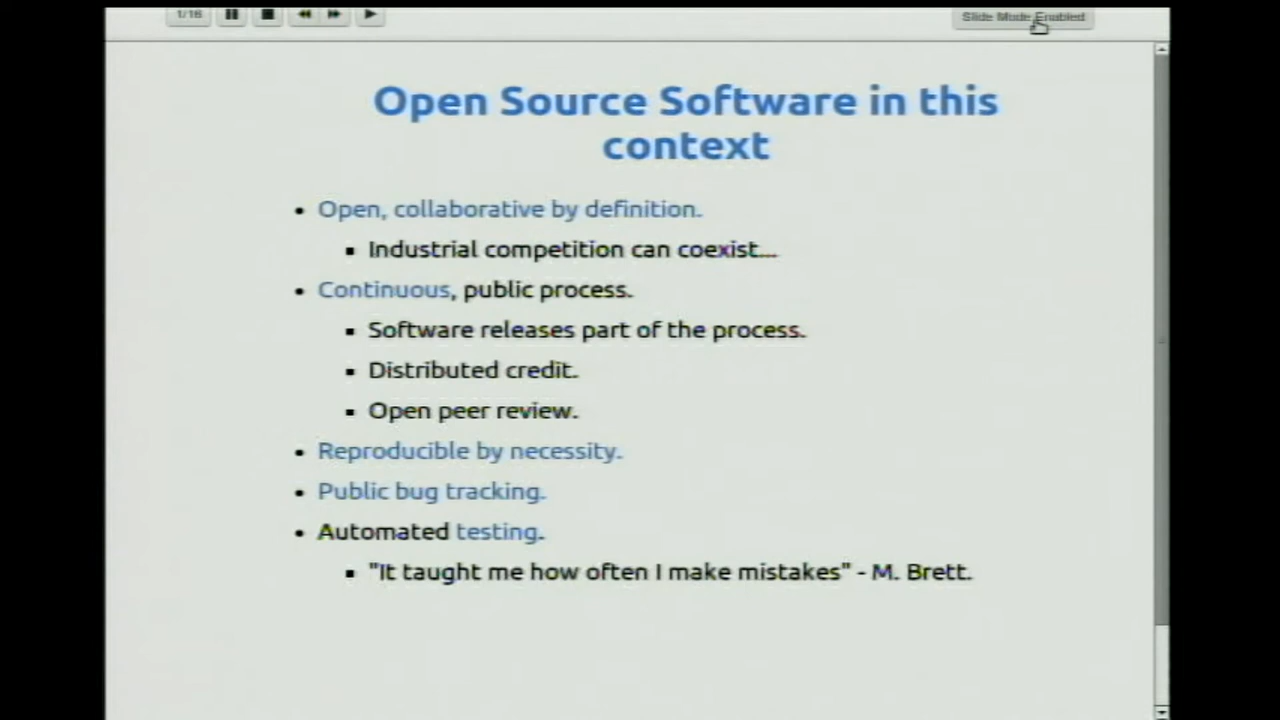 1/16
Slide Mode Enabled
Open Source Software in this
context
Open, collaborative by definition.
Industrial competition can coexist...
Continuous, public process.
Software releases part of the process.
Distributed credit.
Open peer review.
Reproducible by necessity.
Public bug tracking.
Automated testing.
"It taught me how often I make mistakes" - M. Brett.